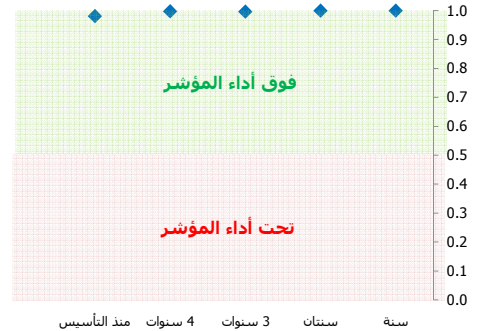 1.0
0.9
0.8
فوق أداء المؤشر
0.7
0.6
0.5
0.4
0.3
تحت أداء المؤشر
0.2
0.1
0.0
سنة
سنتان
3 سنوات
4 سنوات
منذ التأسيس